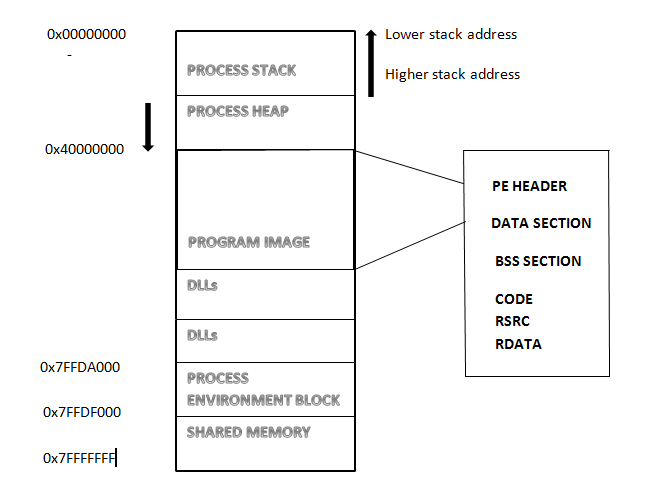 0x00000000
-
Lower stack address
Higher stack address
PROCESS STACK
PROCESS HEAP
0x40000000
PROGRAM IMAGE
PE HEADER
DATA SECTION
BSS SECTION
CODE
RSRC
RDATA
DLLs
DLLs
0x7FFDA000
PROCESS
ENVIRONMENT BLOCK
0x7FFDF000
SHARED MEMORY
0x7FFFFFFF